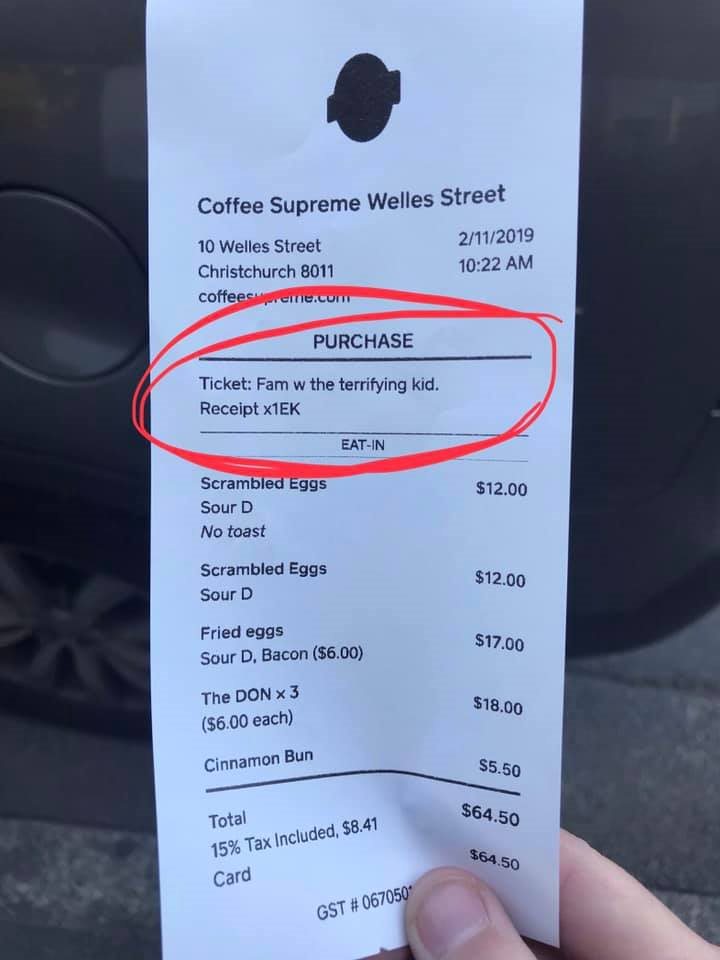 Coffee Supreme Welles Street
10 Welles Street 2/11/2019
Christchurch 8011 10:22 AM
coffeesupreme.com
PURCHASE
Ticket: Fam w the terrifying kid.
Receipt x1EK
EAT-IN
Scrambled Eggs $12.00
Sour D
No toast
Scrambled Eggs $12.00
Sour D
Fried eggs $17.00
Sour D, Bacon ($6.00)
The DON x 3 $18.00
($6.00 each)
Cinnamon Bun $5.50
Total $64.50
15% Tax Included, $8.41
Card $64.50
GST # 067050